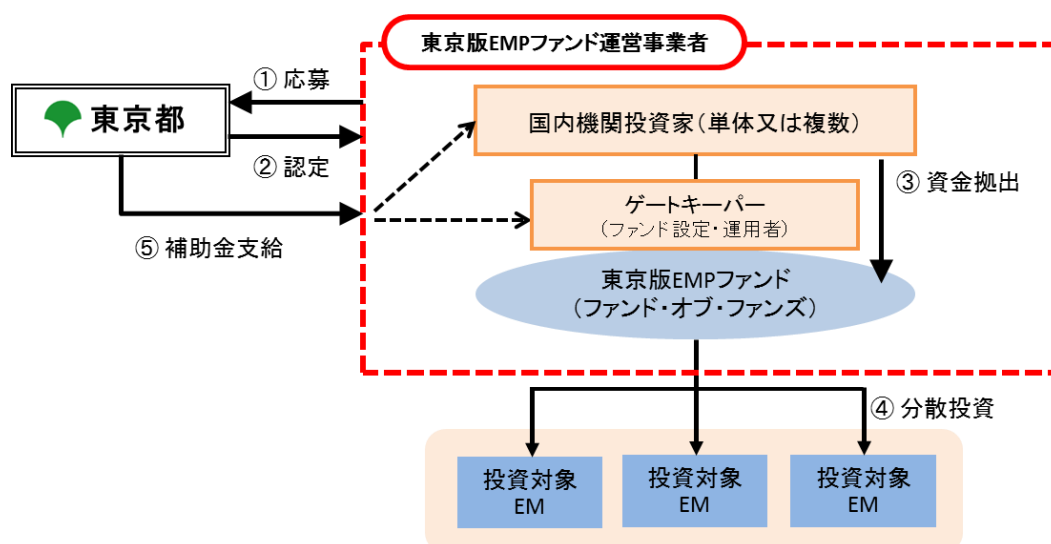 東京版EMPファンド運営事業者
① 応募
東京都
② 認定
国内機関投資家(単体又は複数)
③ 資金拠出
ゲートキーパー
(ファンド設定・運用者)
⑤ 補助金支給
東京版EMPファンド
(ファンド・オブ・ファンズ)
④ 分散投資
投資対象
EM
投資対象
EM
投資対象
EM